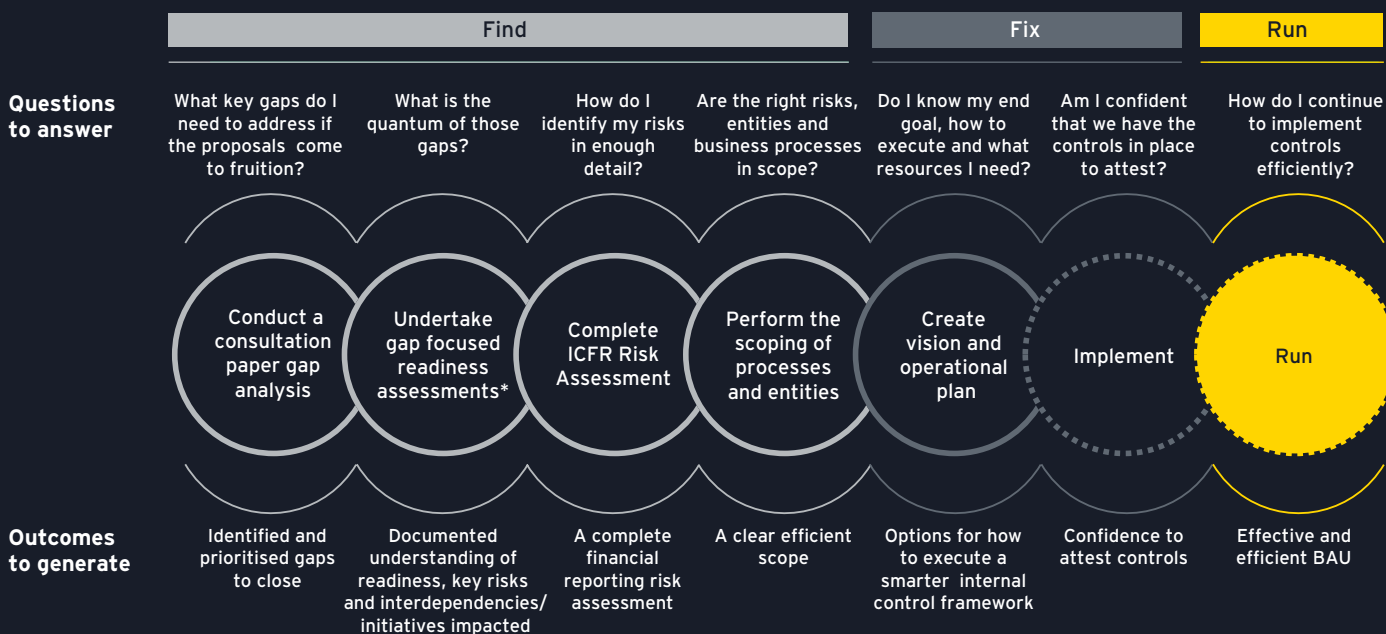 Find
Fix
Run
Questions
to answer
What key gaps do I
need to address if
the proposals come
to fruition?
What is the
quantum of those
gaps?
How do I
identify my risks
in enough
detail?
Are the right risks,
entities and
business processes
in scope?
Do I know my end
goal, how to
execute and what
resources I need?
Am I confident
that we have the
controls in place
to attest?
How do I continue
to implement
controls
efficiently?
Conduct a
consultation
paper gap
analysis
Undertake
gap focused
readiness
assessments*
Complete
ICFR Risk
Assessment
Perform the
scoping of
processes
and entities
Create
vision and
operational
plan
Implement
Run
Outcomes
to generate
Identified and
prioritised gaps
to close
Documented
understanding of
readiness, key risks
and interdependencies/
initiatives impacted
A complete
financial
reporting risk
assessment
A clear efficient
scope
Options for how
to execute a
smarter internal
control framework
Confidence to
attest controls
Effective and
efficient BAU